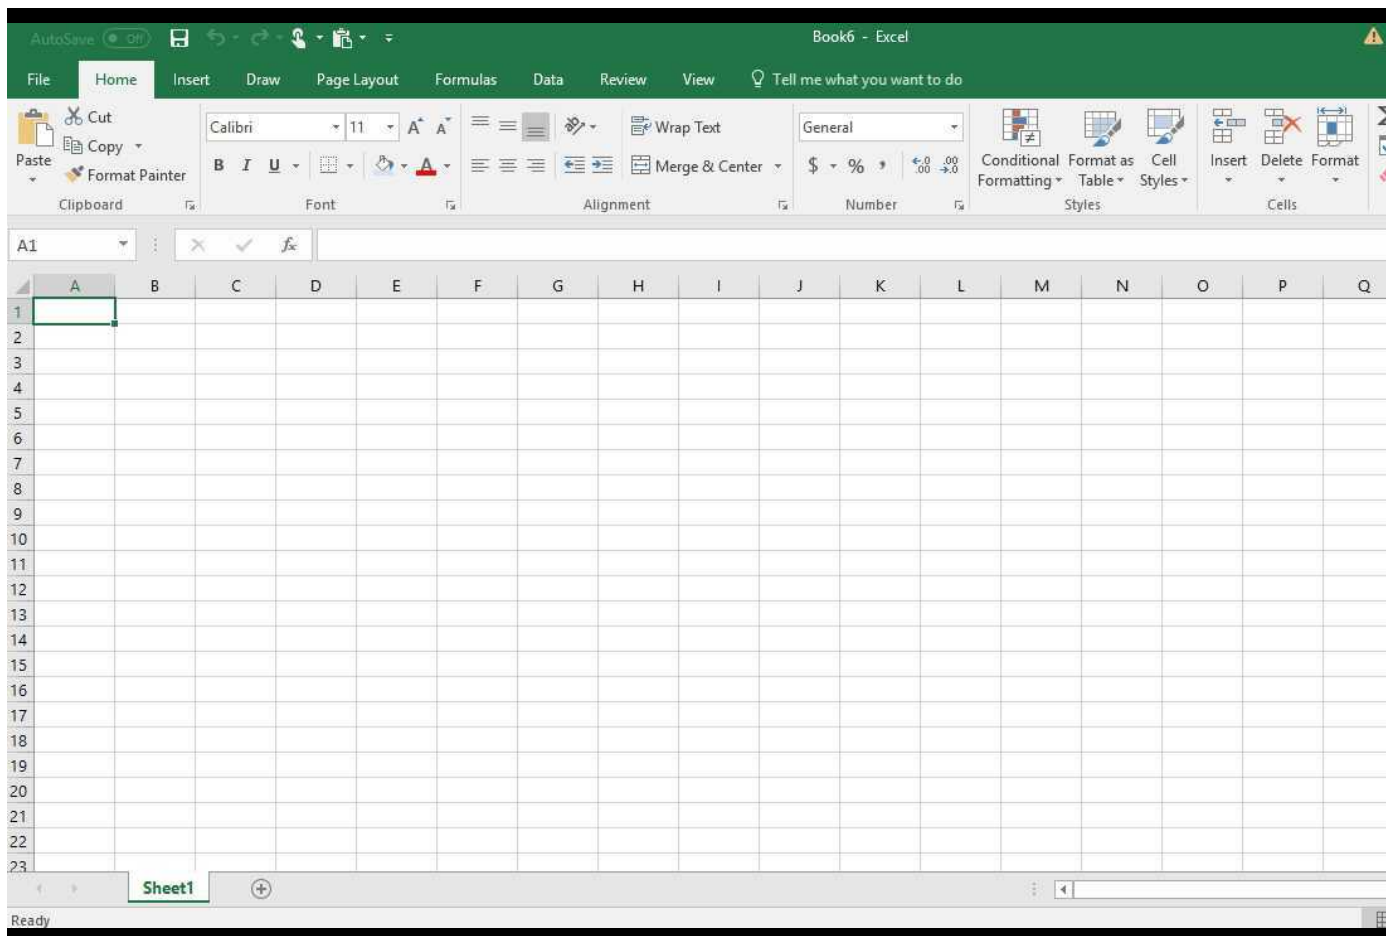 AutoSave Off Book6 - Excel
File Home Insert Draw Page Layout Formulas Data Review View Tell me what you want to do
Paste
Cut
Copy
Format Painter
Clipboard
Calibri 11
B I U A
Font
Wrap Text
Merge & Center
Alignment
General
$ % ,
Number
Conditional Formatting
Format as Table
Cell Styles
Styles
Insert Delete Format
Cells
A1 fx
A B C D E F G H I J K L M N O P Q
1
2
3
4
5
6
7
8
9
10
11
12
13
14
15
16
17
18
19
20
21
22
23
Sheet1
Ready